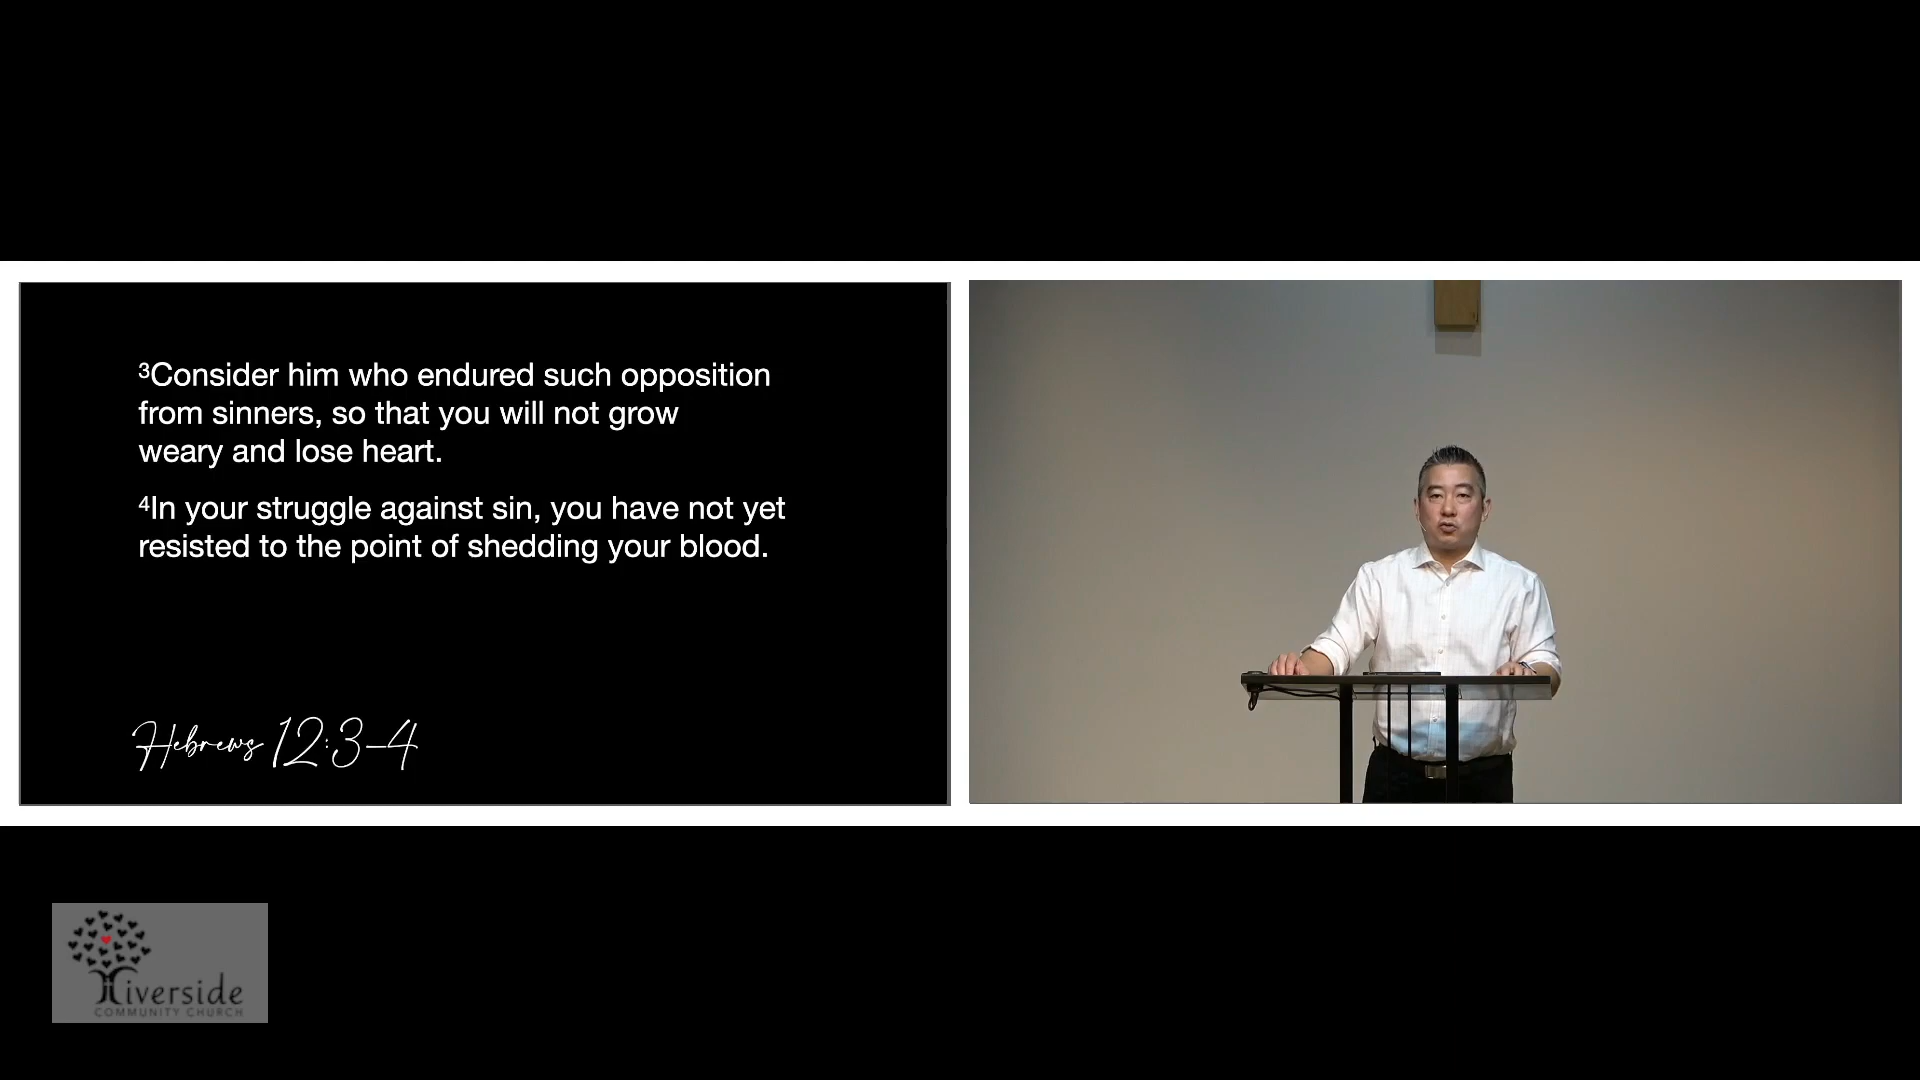 ³Consider him who endured such opposition
from sinners, so that you will not grow
weary and lose heart.
⁴In your struggle against sin, you have not yet
resisted to the point of shedding your blood.
Hebrews 12:3–4
Riverside
COMMUNITY CHURCH